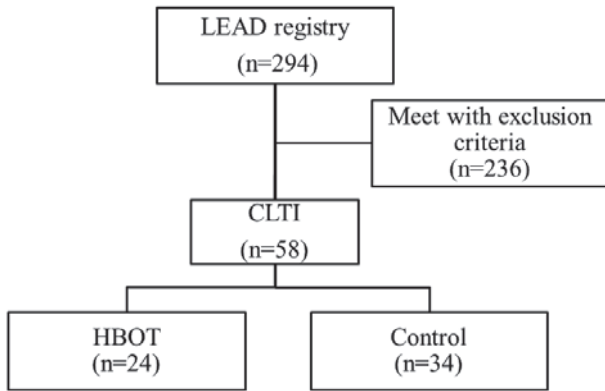 LEAD registry
(n=294)
Meet with exclusion
criteria
(n=236)
CLTI
(n=58)
HBOT
(n=24)
Control
(n=34)